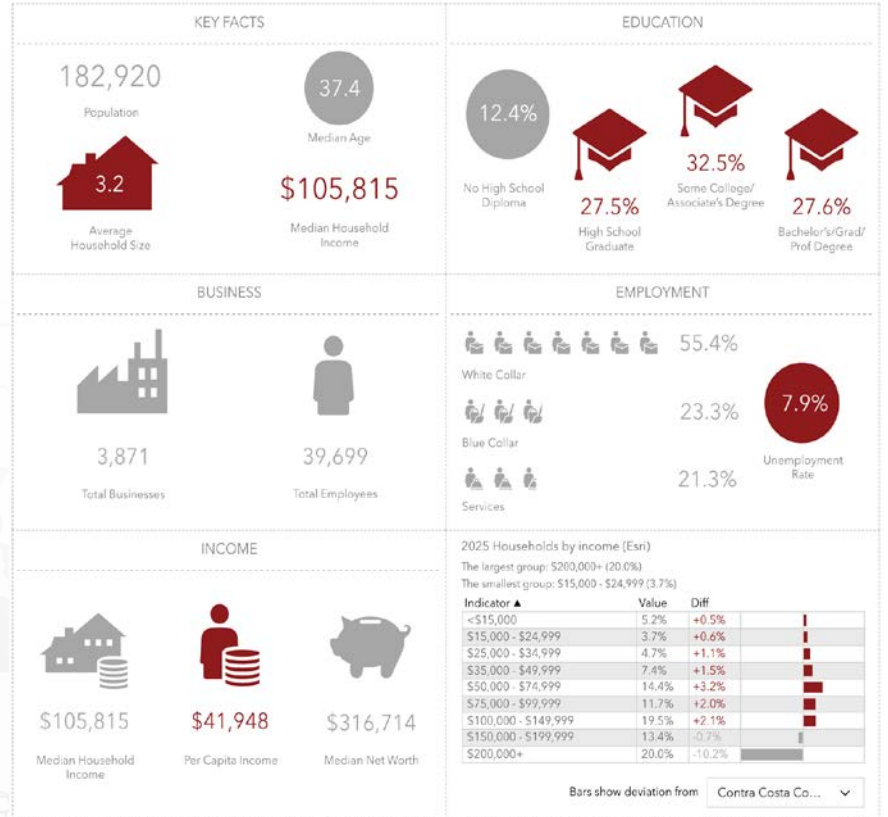 KEY FACTS
182,920
Population
37.4
Median Age
3.2
Average
Household Size
$105,815
Median Household
Income
EDUCATION
12.4%
No High School
Diploma
27.5%
High School
Graduate
32.5%
Some College/
Associate's Degree
27.6%
Bachelor's/Grad/
Prof Degree
BUSINESS
3,871
Total Businesses
39,699
Total Employees
EMPLOYMENT
55.4%
White Collar
23.3%
Blue Collar
21.3%
Services
7.9%
Unemployment
Rate
INCOME
$105,815
Median Household
Income
$41,948
Per Capita Income
$316,714
Median Net Worth
2025 Households by income (Esri)
The largest group: $200,000+ (20.0%)
The smallest group: $15,000 - $24,999 (3.7%)
Indicator ▲ Value Diff
<$15,000 5.2% +0.5%
$15,000 - $24,999 3.7% +0.6%
$25,000 - $34,999 4.7% +1.1%
$35,000 - $49,999 7.4% +1.5%
$50,000 - $74,999 14.4% +3.2%
$75,000 - $99,999 11.7% +2.0%
$100,000 - $149,999 19.5% +2.1%
$150,000 - $199,999 13.4% -0.7%
$200,000+ 20.0% -10.2%
Bars show deviation from Contra Costa Co...